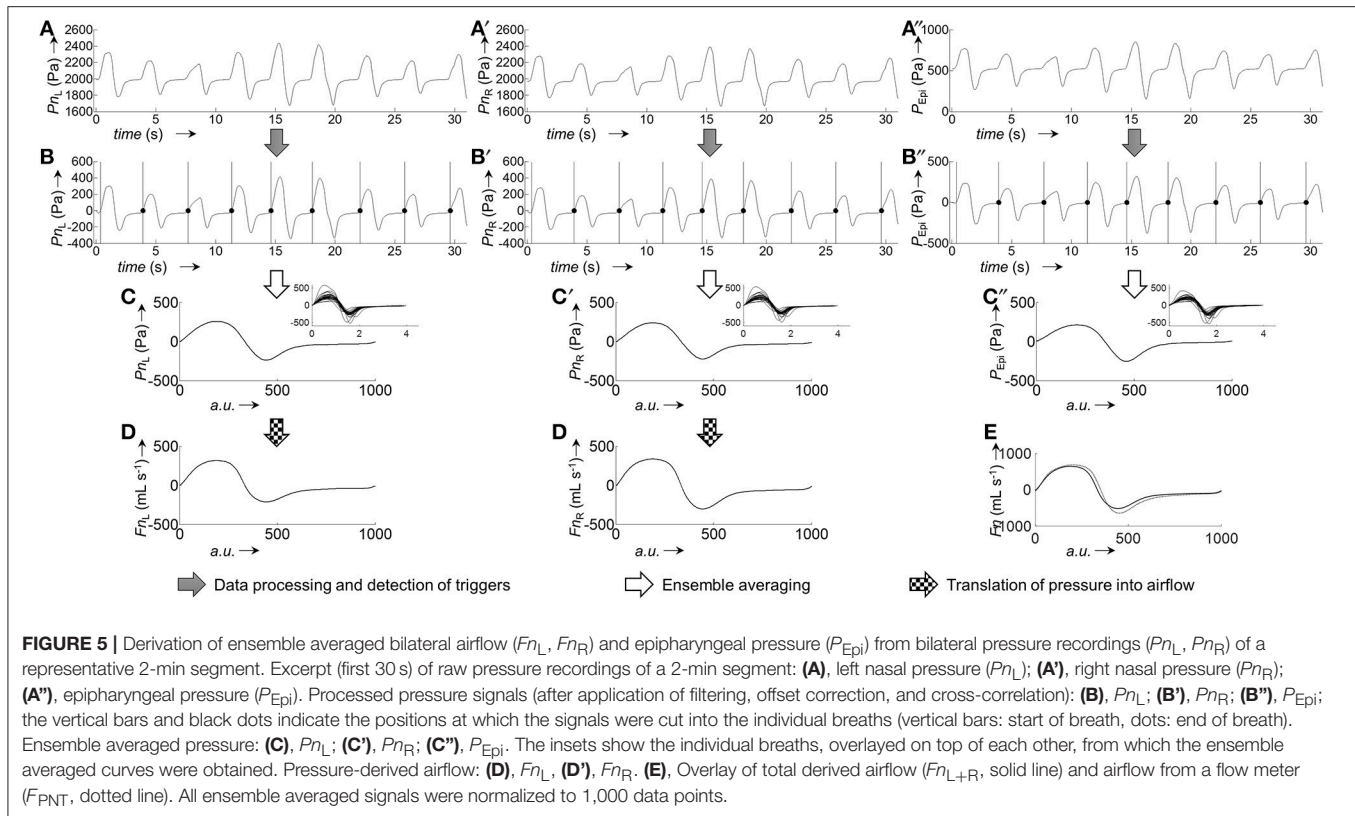 A
A′
A″
2600
2400
2200
2000
1800
1600
Pn_L (Pa) →
0 5 10 15 20 25 30
time (s) →
2600
2400
2200
2000
1800
1600
Pn_R (Pa) →
0 5 10 15 20 25 30
time (s) →
1000
500
0
P_Epi (Pa) →
0 5 10 15 20 25 30
time (s) →
B
B′
B″
600
400
200
0
-200
-400
Pn_L (Pa) →
0 5 10 15 20 25 30
time (s) →
600
400
200
0
-200
-400
Pn_R (Pa) →
0 5 10 15 20 25 30
time (s) →
500
0
-500
P_Epi (Pa) →
0 5 10 15 20 25 30
time (s) →
C
500
0
-500
Pn_L (Pa) →
0 500 1000
a.u. →
500
0
-500
0 2 4
C′
500
0
-500
Pn_R (Pa) →
0 500 1000
a.u. →
500
0
-500
0 2 4
C″
500
0
-500
P_Epi (Pa) →
0 500 1000
a.u. →
500
0
-500
0 2 4
D
500
0
-500
Fn_L (mL s⁻¹) →
0 500 1000
a.u. →
D
500
0
-500
Fn_R (mL s⁻¹) →
0 500 1000
a.u. →
E
1000
0
1000
Fn (mL s⁻¹) →
0 500 1000
a.u. →
Data processing and detection of triggers
Ensemble averaging
Translation of pressure into airflow
FIGURE 5 | Derivation of ensemble averaged bilateral airflow (Fn_L, Fn_R) and epipharyngeal pressure (P_Epi) from bilateral pressure recordings (Pn_L, Pn_R) of a
representative 2-min segment. Excerpt (first 30 s) of raw pressure recordings of a 2-min segment: (A), left nasal pressure (Pn_L); (A'), right nasal pressure (Pn_R);
(A"), epipharyngeal pressure (P_Epi). Processed pressure signals (after application of filtering, offset correction, and cross-correlation): (B), Pn_L; (B'), Pn_R; (B"), P_Epi;
the vertical bars and black dots indicate the positions at which the signals were cut into the individual breaths (vertical bars: start of breath, dots: end of breath).
Ensemble averaged pressure: (C), Pn_L; (C'), Pn_R; (C"), P_Epi. The insets show the individual breaths, overlayed on top of each other, from which the ensemble
averaged curves were obtained. Pressure-derived airflow: (D), Fn_L, (D'), Fn_R. (E), Overlay of total derived airflow (Fn_L+R, solid line) and airflow from a flow meter
(F_PNT, dotted line). All ensemble averaged signals were normalized to 1,000 data points.